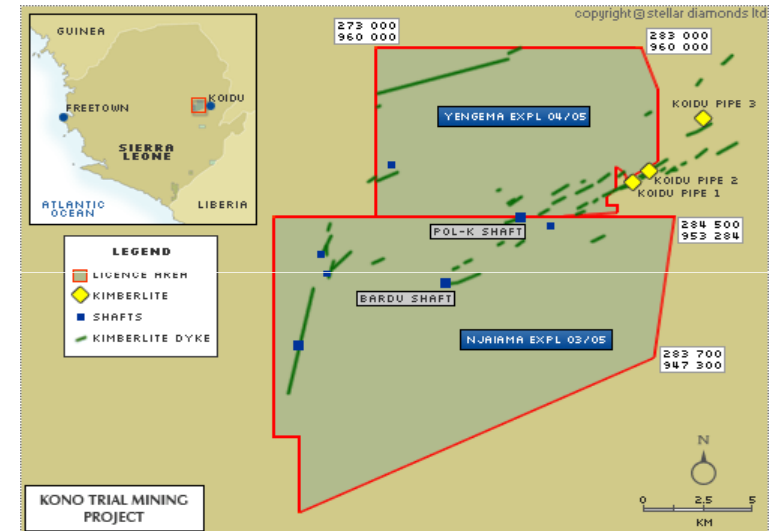 copyright@stellar diamonds ltd
273 000
960 000
283 000
960 000
GUINEA
KOIDU
FREETOWN
SIERRA
LEONE
ATLANTIC
OCEAN
LIBERIA
YENGEMA EXPL 04/05
KOIDU PIPE 3
KOIDU PIPE 2
KOIDU PIPE 1
POL-K SHAFT
284 500
953 284
LEGEND
LICENCE AREA
KIMBERLITE
SHAFTS
KIMBERLITE DYKE
BARDU SHAFT
NJAIAMA EXPL 03/05
283 700
947 300
N
0 2.5 5
KM
KONO TRIAL MINING
PROJECT